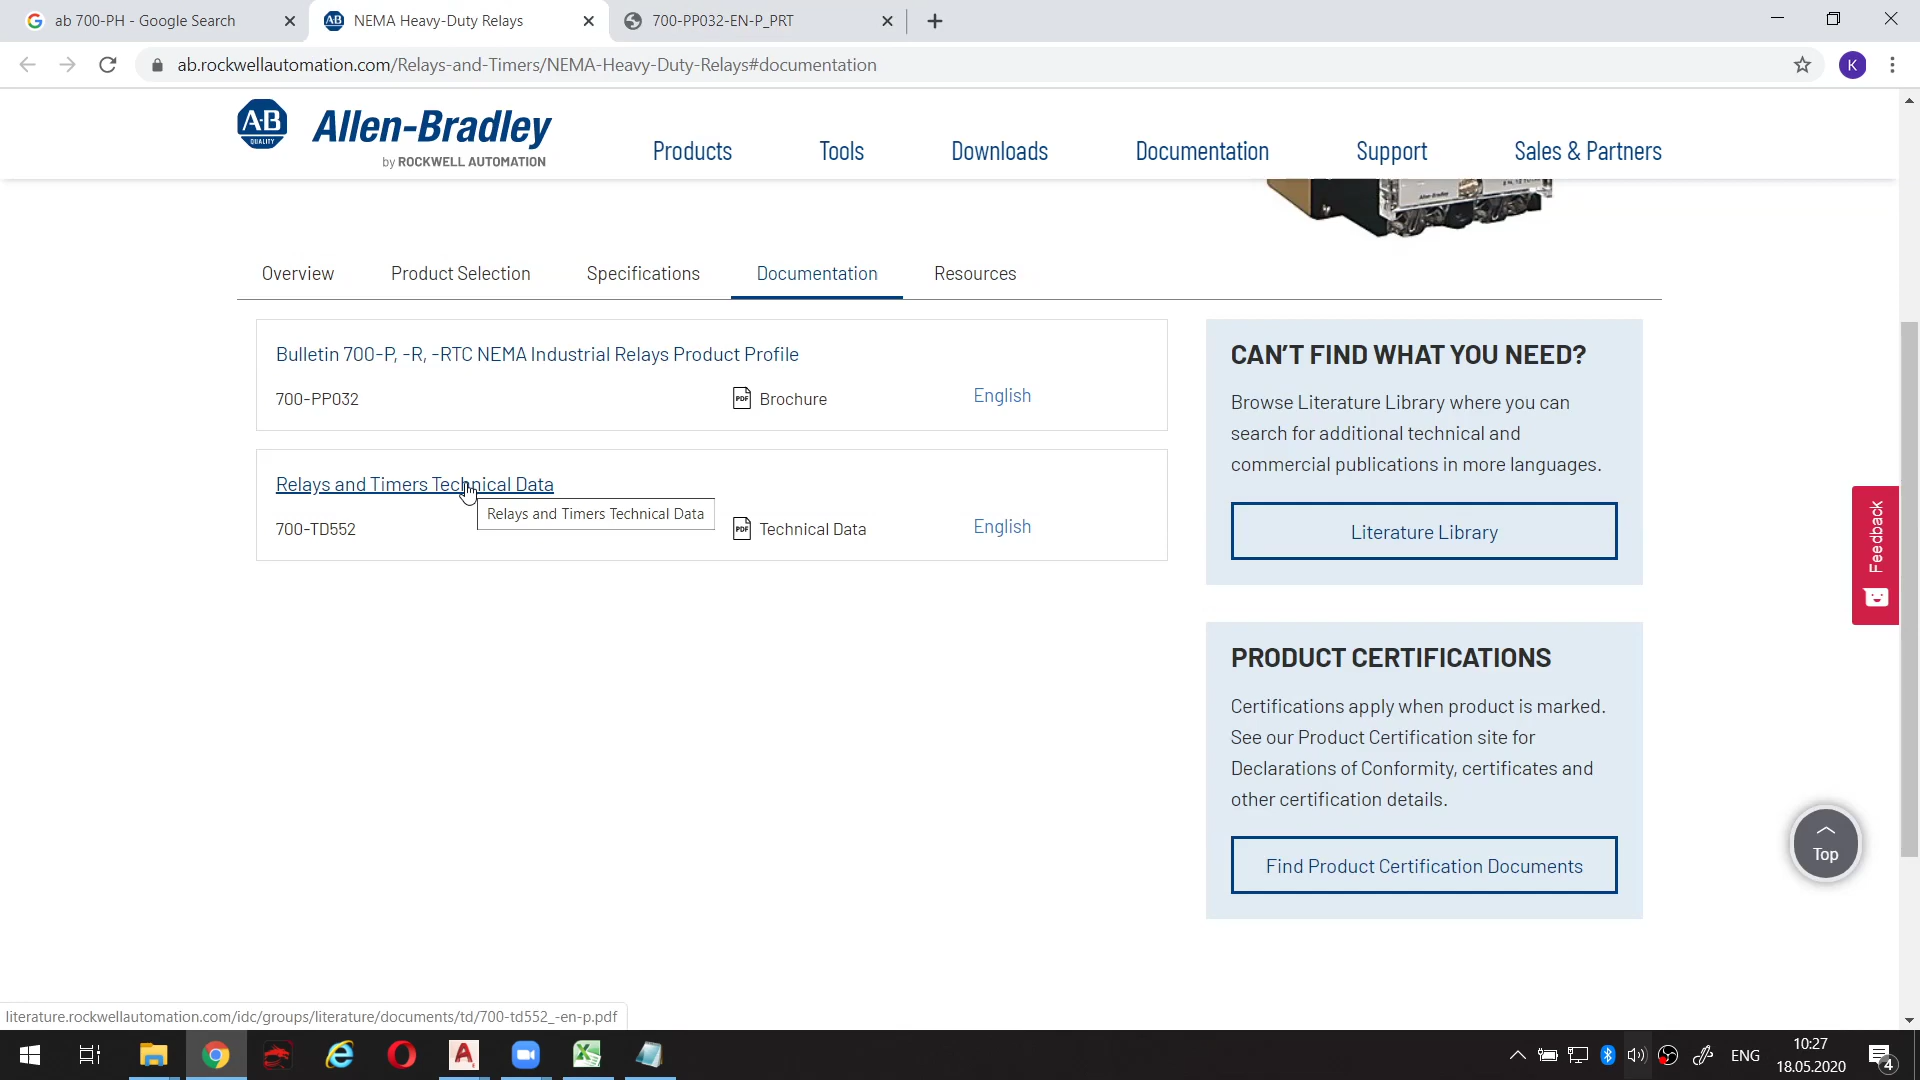 ab 700-PH - Google Search
NEMA Heavy-Duty Relays
700-PP032-EN-P_PRT
ab.rockwellautomation.com/Relays-and-Timers/NEMA-Heavy-Duty-Relays#documentation
K
AB
QUALITY
Allen-Bradley
by ROCKWELL AUTOMATION
Products
Tools
Downloads
Documentation
Support
Sales & Partners
Allen-Bradley
Overview
Product Selection
Specifications
Documentation
Resources
Bulletin 700-P, -R, -RTC NEMA Industrial Relays Product Profile
700-PP032
PDF
Brochure
English
Relays and Timers Technical Data
Relays and Timers Technical Data
700-TD552
PDF
Technical Data
English
CAN'T FIND WHAT YOU NEED?
Browse Literature Library where you can
search for additional technical and
commercial publications in more languages.
Literature Library
PRODUCT CERTIFICATIONS
Certifications apply when product is marked.
See our Product Certification site for
Declarations of Conformity, certificates and
other certification details.
Find Product Certification Documents
Feedback
Top
literature.rockwellautomation.com/idc/groups/literature/documents/td/700-td552_-en-p.pdf
ENG
10:27
18.05.2020
4